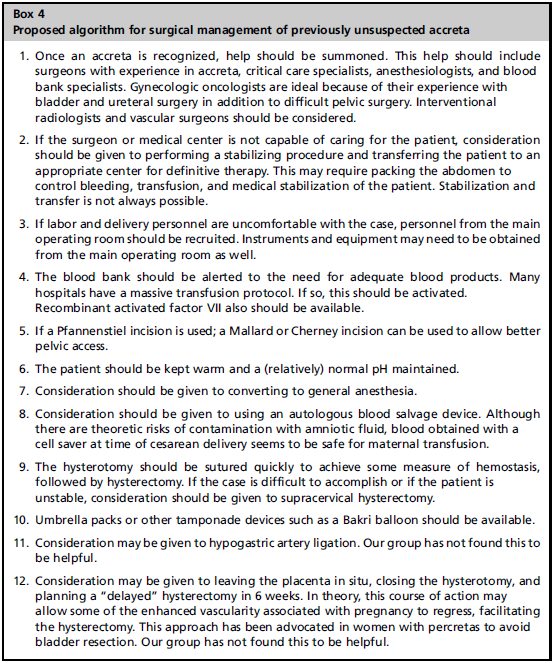 Box 4
Proposed algorithm for surgical management of previously unsuspected accreta
1. Once an accreta is recognized, help should be summoned. This help should include
surgeons with experience in accreta, critical care specialists, anesthesiologists, and blood
bank specialists. Gynecologic oncologists are ideal because of their experience with
bladder and ureteral surgery in addition to difficult pelvic surgery. Interventional
radiologists and vascular surgeons should be considered.
2. If the surgeon or medical center is not capable of caring for the patient, consideration
should be given to performing a stabilizing procedure and transferring the patient to an
appropriate center for definitive therapy. This may require packing the abdomen to
control bleeding, transfusion, and medical stabilization of the patient. Stabilization and
transfer is not always possible.
3. If labor and delivery personnel are uncomfortable with the case, personnel from the main
operating room should be recruited. Instruments and equipment may need to be obtained
from the main operating room as well.
4. The blood bank should be alerted to the need for adequate blood products. Many
hospitals have a massive transfusion protocol. If so, this should be activated.
Recombinant activated factor VII also should be available.
5. If a Pfannenstiel incision is used; a Mallard or Cherney incision can be used to allow better
pelvic access.
6. The patient should be kept warm and a (relatively) normal pH maintained.
7. Consideration should be given to converting to general anesthesia.
8. Consideration should be given to using an autologous blood salvage device. Although
there are theoretic risks of contamination with amniotic fluid, blood obtained with a
cell saver at time of cesarean delivery seems to be safe for maternal transfusion.
9. The hysterotomy should be sutured quickly to achieve some measure of hemostasis,
followed by hysterectomy. If the case is difficult to accomplish or if the patient is
unstable, consideration should be given to supracervical hysterectomy.
10. Umbrella packs or other tamponade devices such as a Bakri balloon should be available.
11. Consideration may be given to hypogastric artery ligation. Our group has not found this to
be helpful.
12. Consideration may be given to leaving the placenta in situ, closing the hysterotomy, and
planning a “delayed” hysterectomy in 6 weeks. In theory, this course of action may
allow some of the enhanced vascularity associated with pregnancy to regress, facilitating
the hysterectomy. This approach has been advocated in women with percretas to avoid
bladder resection. Our group has not found this to be helpful.